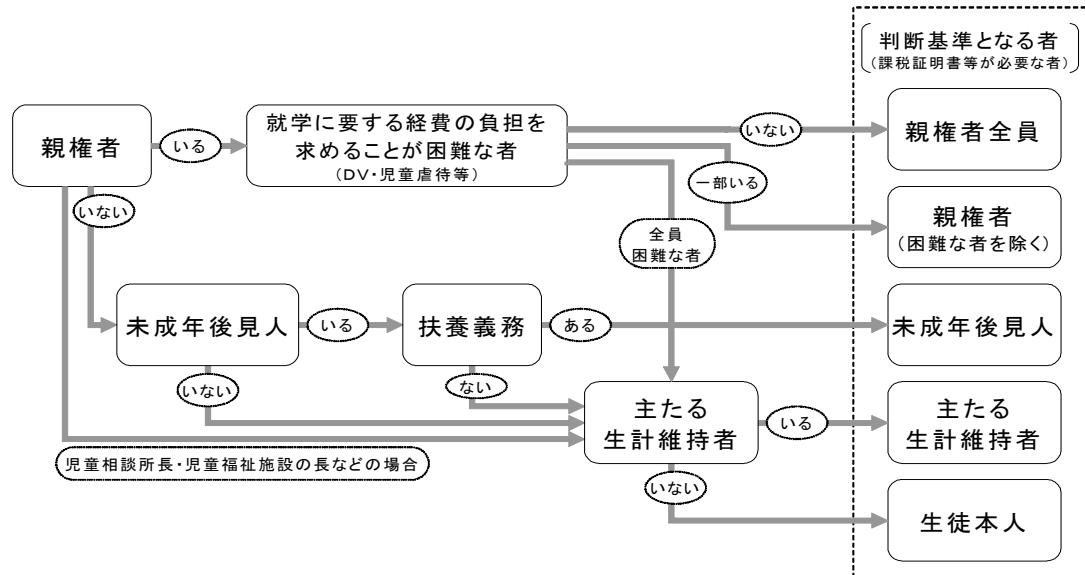 判断基準となる者
(課税証明書等が必要な者)
親権者
いる
就学に要する経費の負担を
求めることが困難な者
(DV・児童虐待等)
いない
親権者全員
一部いる
親権者
(困難な者を除く)
いない
全員
困難な者
未成年後見人
いる
扶養義務
ある
未成年後見人
いない
ない
主たる
生計維持者
いる
主たる
生計維持者
児童相談所長・児童福祉施設の長などの場合
いない
生徒本人